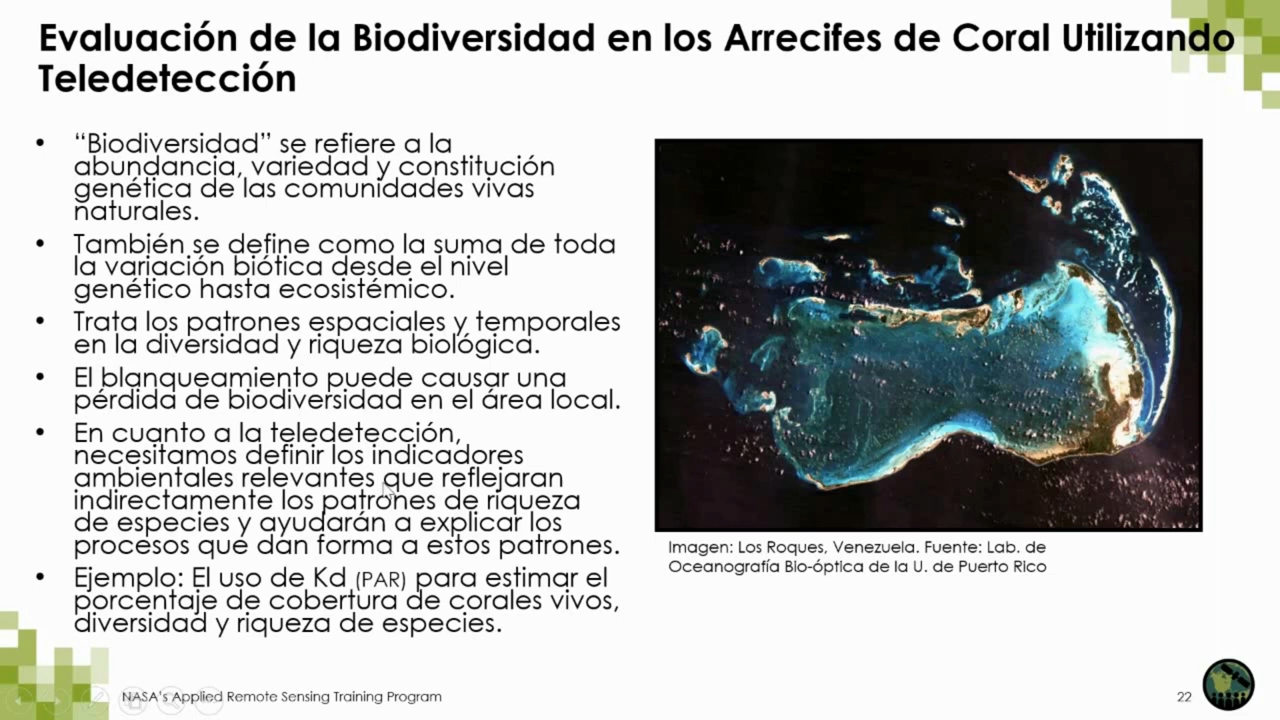 Evaluación de la Biodiversidad en los Arrecifes de Coral Utilizando
Teledetección
• “Biodiversidad” se refiere a la
abundancia, variedad y constitución
genética de las comunidades vivas
naturales.
• También se define como la suma de toda
la variación biótica desde el nivel
genético hasta ecosistémico.
• Trata los patrones espaciales y temporales
en la diversidad y riqueza biológica.
• El blanqueamiento puede causar una
pérdida de biodiversidad en el área local.
• En cuanto a la teledetección,
necesitamos definir los indicadores
ambientales relevantes que reflejaran
indirectamente los patrones de riqueza
de especies y ayudarán a explicar los
procesos que dan forma a estos patrones.
• Ejemplo: El uso de Kd (PAR) para estimar el
porcentaje de cobertura de corales vivos,
diversidad y riqueza de especies.
Imagen: Los Roques, Venezuela. Fuente: Lab. de
Oceanografía Bio-óptica de la U. de Puerto Rico
NASA's Applied Remote Sensing Training Program
22